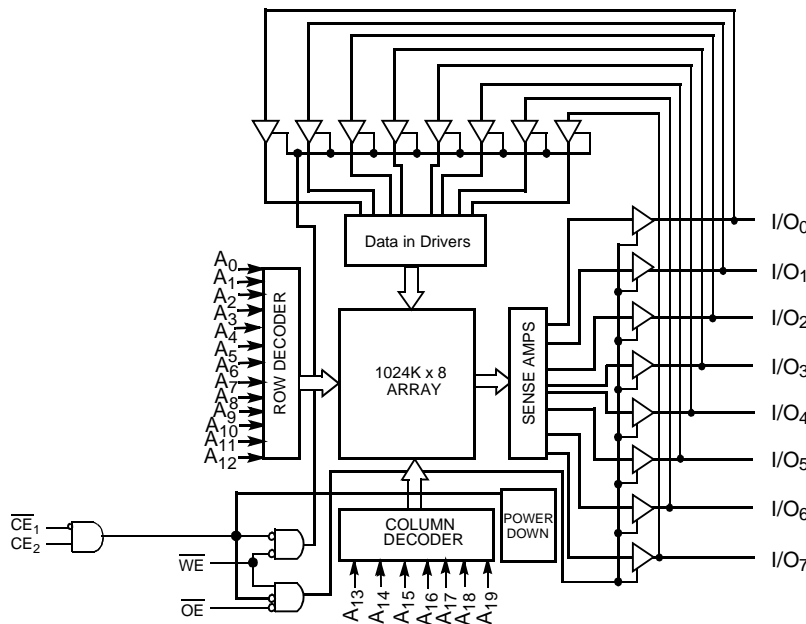 Data in Drivers
I/O0
I/O1
I/O2
I/O3
I/O4
I/O5
I/O6
I/O7
A0
A1
A2
A3
A4
A5
A6
A7
A8
A9
A10
A11
A12
ROW DECODER
1024K x 8
ARRAY
SENSE AMPS
COLUMN
DECODER
POWER
DOWN
CE1
CE2
WE
OE
A13
A14
A15
A16
A17
A18
A19